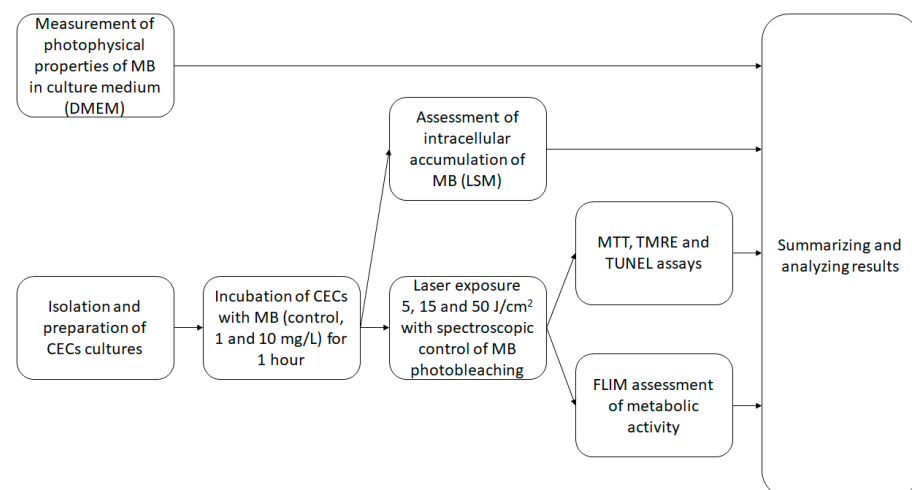 Measurement of
photophysical
properties of MB
in culture medium
(DMEM)
Assessment of
intracellular
accumulation of
MB (LSM)
MTT, TMRE and
TUNEL assays
Summarizing and
analyzing results
Isolation and
preparation of
CECs cultures
Incubation of CECs
with MB (control,
1 and 10 mg/L) for
1 hour
Laser exposure
5, 15 and 50 J/cm²
with spectroscopic
control of MB
photobleaching
FLIM assessment
of metabolic
activity